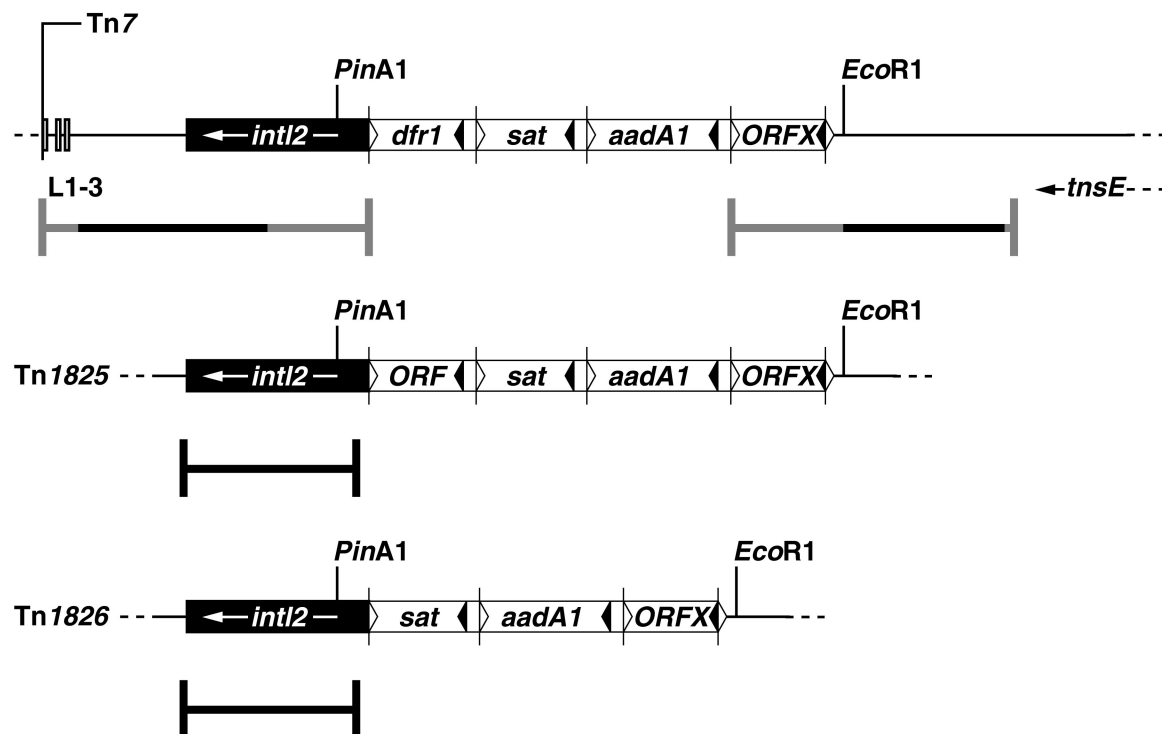 Tn7
PinA1 EcoR1
intI2 dfr1 sat aadA1 ORFX
L1-3 tnsE
PinA1 EcoR1
Tn1825 intI2 ORF sat aadA1 ORFX
PinA1 EcoR1
Tn1826 intI2 sat aadA1 ORFX